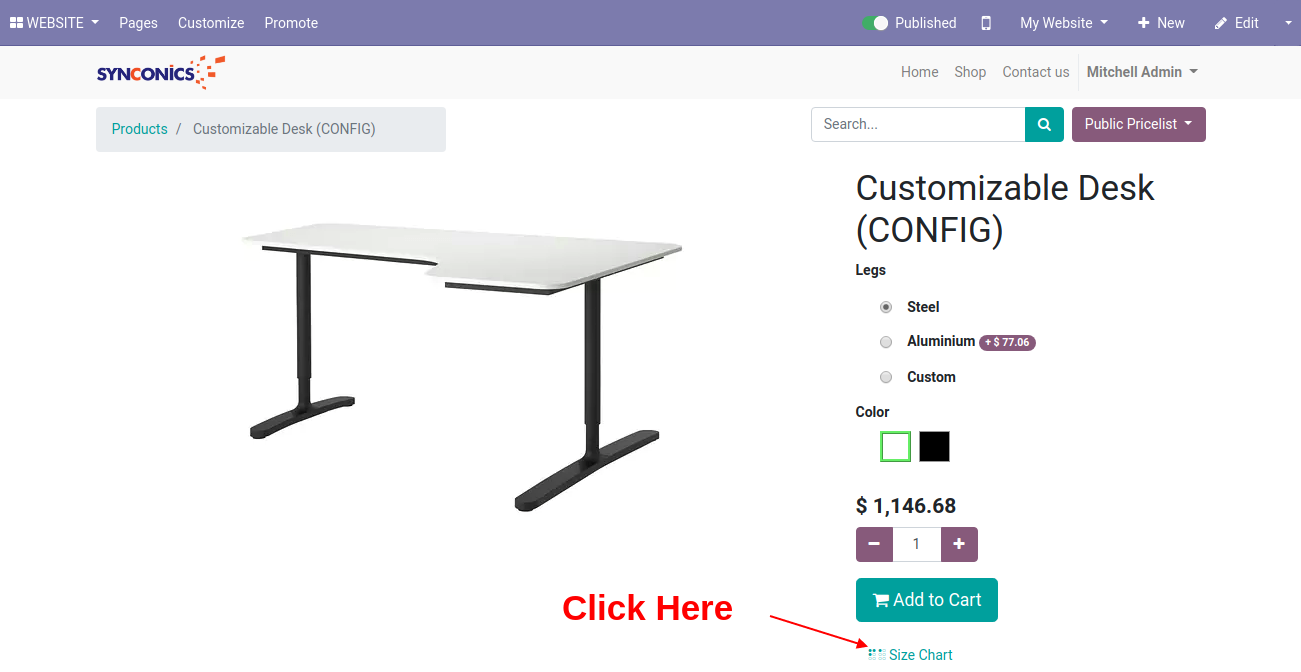 WEBSITE Pages Customize Promote Published My Website New Edit
SYNCONICS Home Shop Contact us Mitchell Admin
Products / Customizable Desk (CONFIG) Search... Public Pricelist
Customizable Desk
(CONFIG)
Legs
Steel
Aluminium + $ 77.06
Custom
Color
$ 1,146.68
1
Add to Cart
Click Here
Size Chart